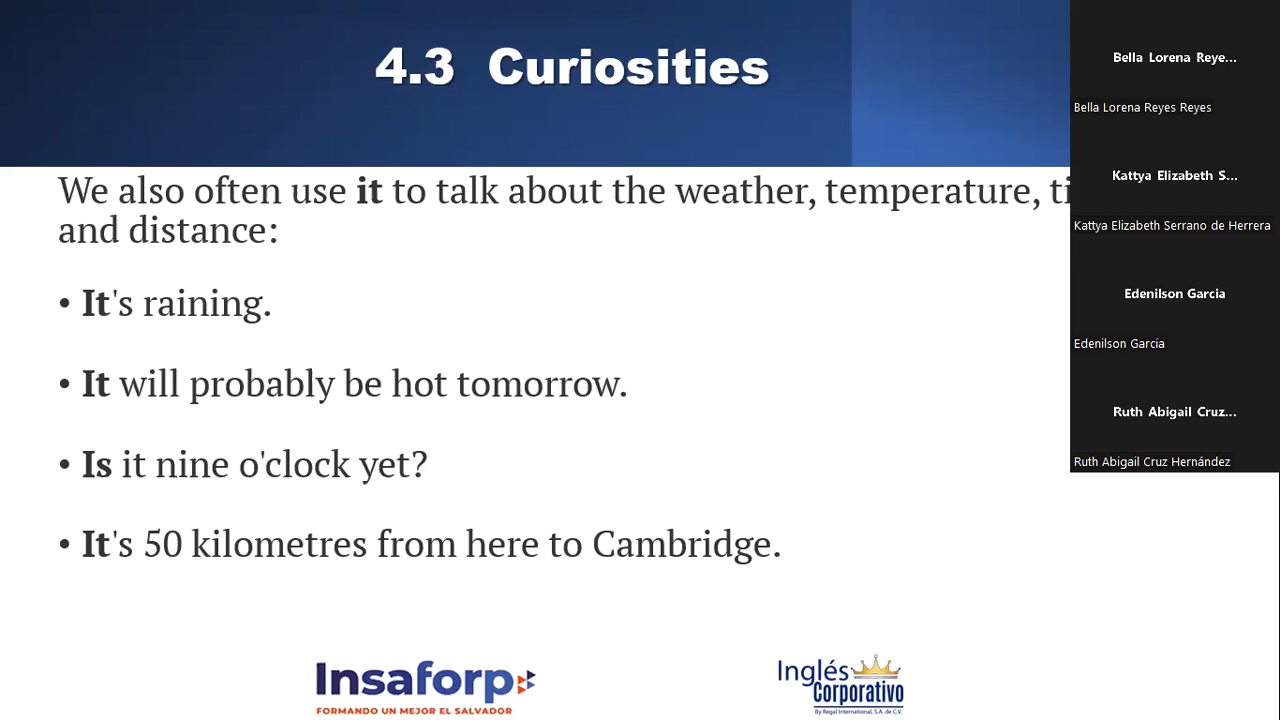 4.3 Curiosities
We also often use it to talk about the weather, temperature,
and distance:
• It's raining.
• It will probably be hot tomorrow.
• Is it nine o'clock yet?
• It's 50 kilometres from here to Cambridge.
Insaforp
FORMANDO UN MEJOR EL SALVADOR
Inglés
Corporativo
By Regal International, S.A. de C.V.
Bella Lorena Reye...
Bella Lorena Reyes Reyes
Kattya Elizabeth S...
Kattya Elizabeth Serrano de Herrera
Edenilson Garcia
Edenilson Garcia
Ruth Abigail Cruz...
Ruth Abigail Cruz Hernández